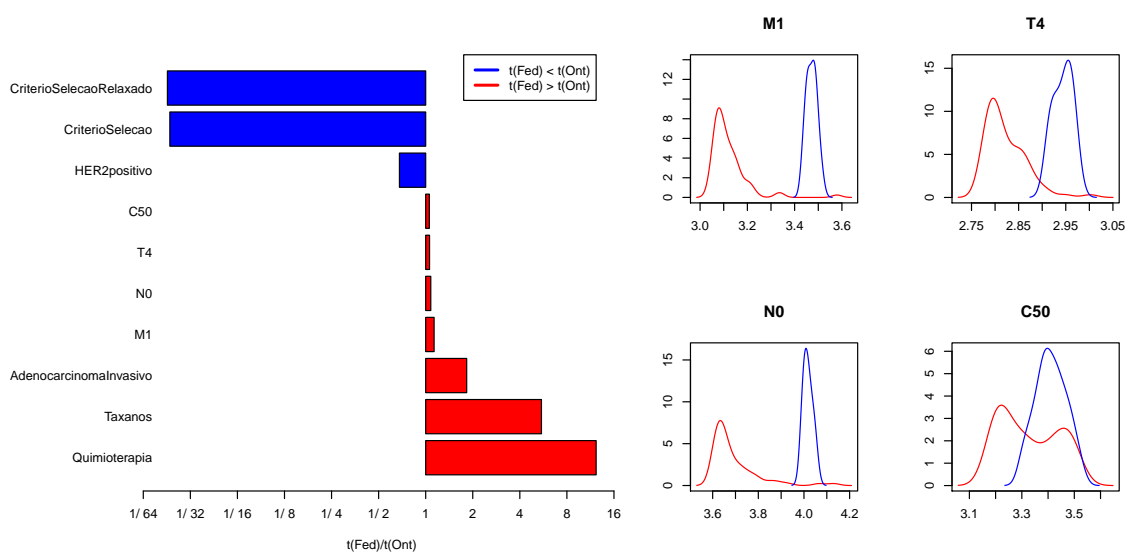 CriterioSelecaoRelaxado
CriterioSelecao
HER2positivo
C50
T4
N0
M1
AdenocarcinomaInvasivo
Taxanos
Quimioterapia
1/ 64 1/ 32 1/ 16 1/ 8 1/ 4 1/ 2 1 2 4 8 16
t(Fed)/t(Ont)
t(Fed) < t(Ont)
t(Fed) > t(Ont)
M1
12
8
6
4
2
0
3.0 3.2 3.4 3.6
T4
15
10
5
0
2.75 2.85 2.95 3.05
N0
15
10
5
0
3.6 3.8 4.0 4.2
C50
6
5
4
3
2
1
0
3.1 3.3 3.5